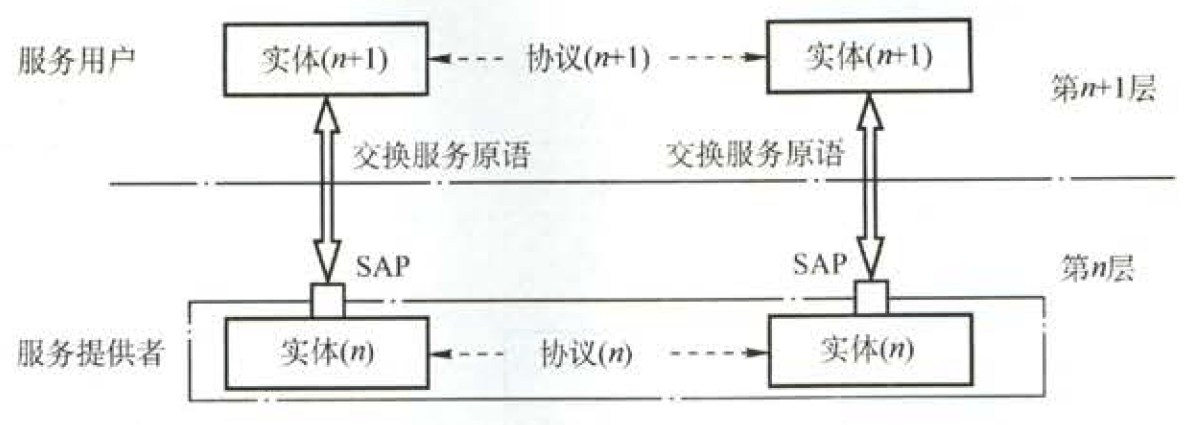 服务用户 实体(n+1) 协议(n+1) 实体(n+1)
第n+1层
交换服务原语 交换服务原语
SAP SAP 第n层
服务提供者 实体(n) 协议(n) 实体(n)